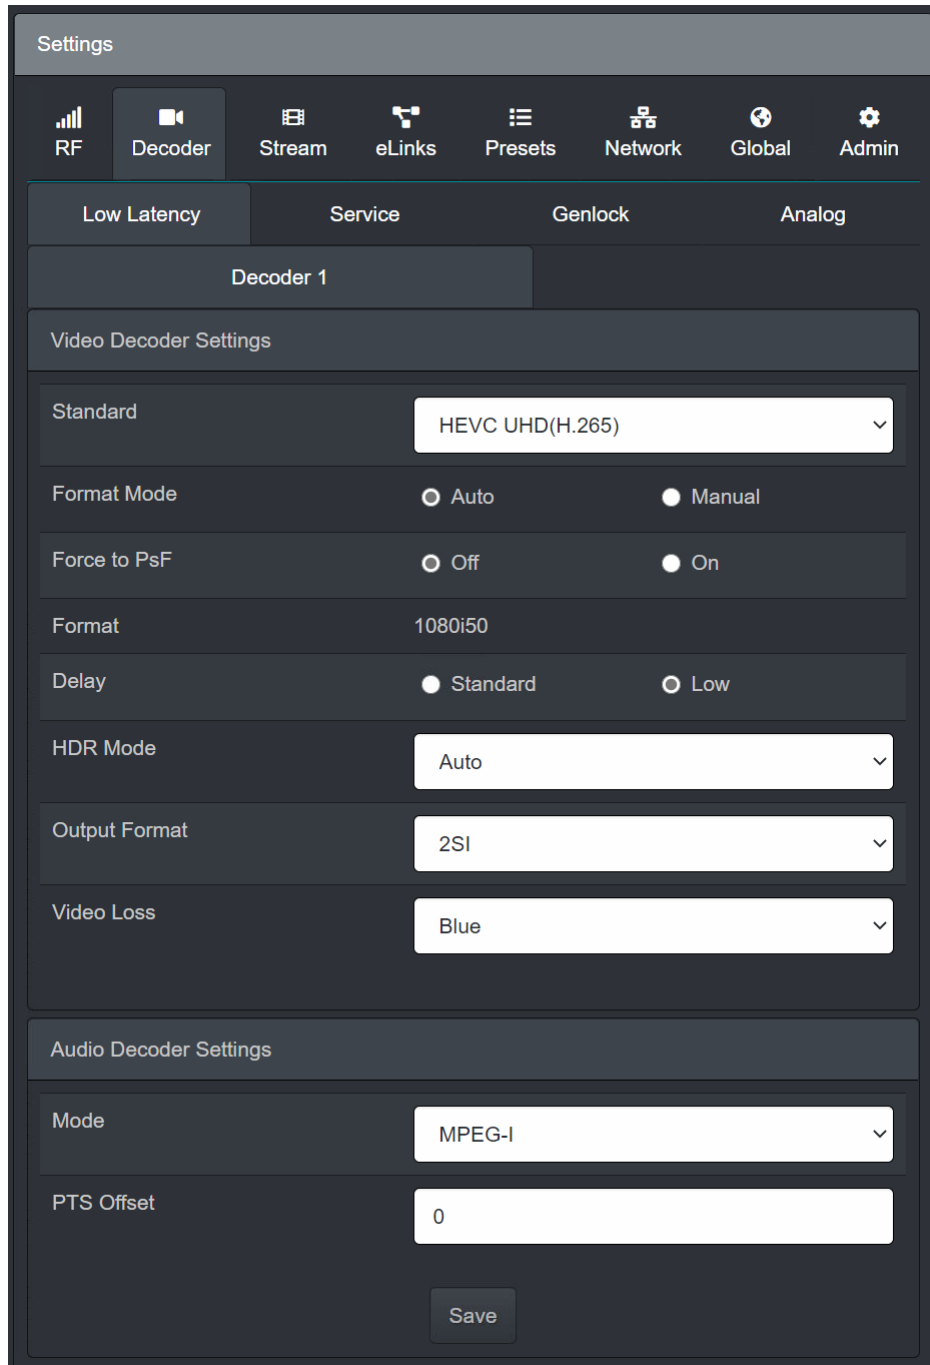 Settings
RF Decoder Stream eLinks Presets Network Global Admin
Low Latency Service Genlock Analog
Decoder 1
Video Decoder Settings
Standard HEVC UHD(H.265)
Format Mode Auto Manual
Force to PsF Off On
Format 1080i50
Delay Standard Low
HDR Mode Auto
Output Format 2SI
Video Loss Blue
Audio Decoder Settings
Mode MPEG-I
PTS Offset 0
Save